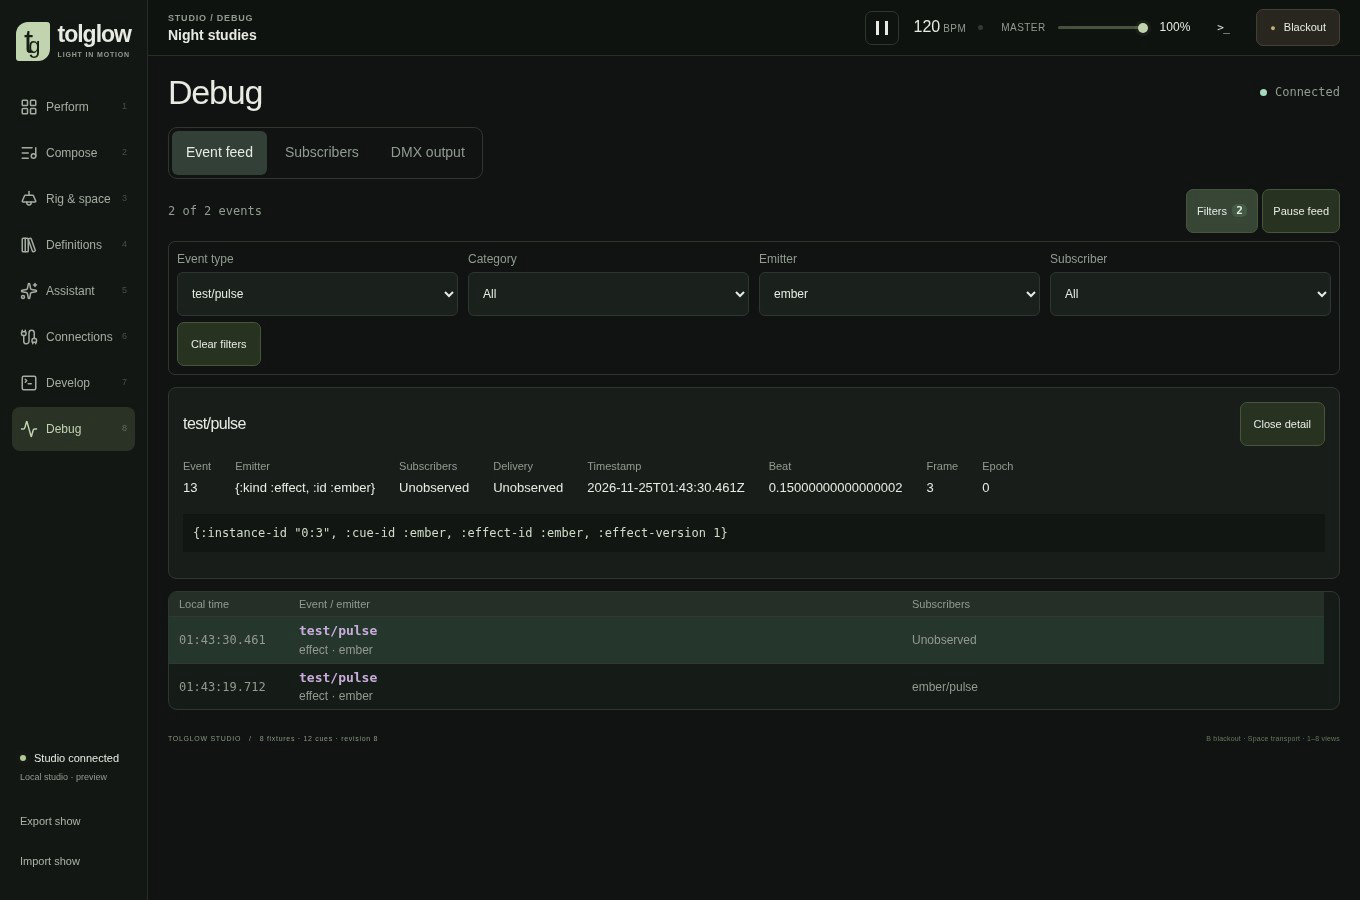 tg tolglow
LIGHT IN MOTION
Perform 1
Compose 2
Rig & space 3
Definitions 4
Assistant 5
Connections 6
Develop 7
Debug 8
Studio connected
Local studio · preview
Export show
Import show
STUDIO / DEBUG
Night studies
120 BPM MASTER 100% >_ Blackout
Debug
Connected
Event feed Subscribers DMX output
2 of 2 events
Filters 2 Pause feed
Event type Category Emitter Subscriber
test/pulse All ember All
Clear filters
test/pulse
Close detail
Event Emitter Subscribers Delivery Timestamp Beat Frame Epoch
13 {:kind :effect, :id :ember} Unobserved Unobserved 2026-11-25T01:43:30.461Z 0.15000000000000002 3 0
{:instance-id "0:3", :cue-id :ember, :effect-id :ember, :effect-version 1}
Local time Event / emitter Subscribers
01:43:30.461 test/pulse Unobserved
effect · ember
01:43:19.712 test/pulse ember/pulse
effect · ember
TOLGLOW STUDIO / 8 fixtures · 12 cues · revision 8
B blackout · Space transport · 1–8 views